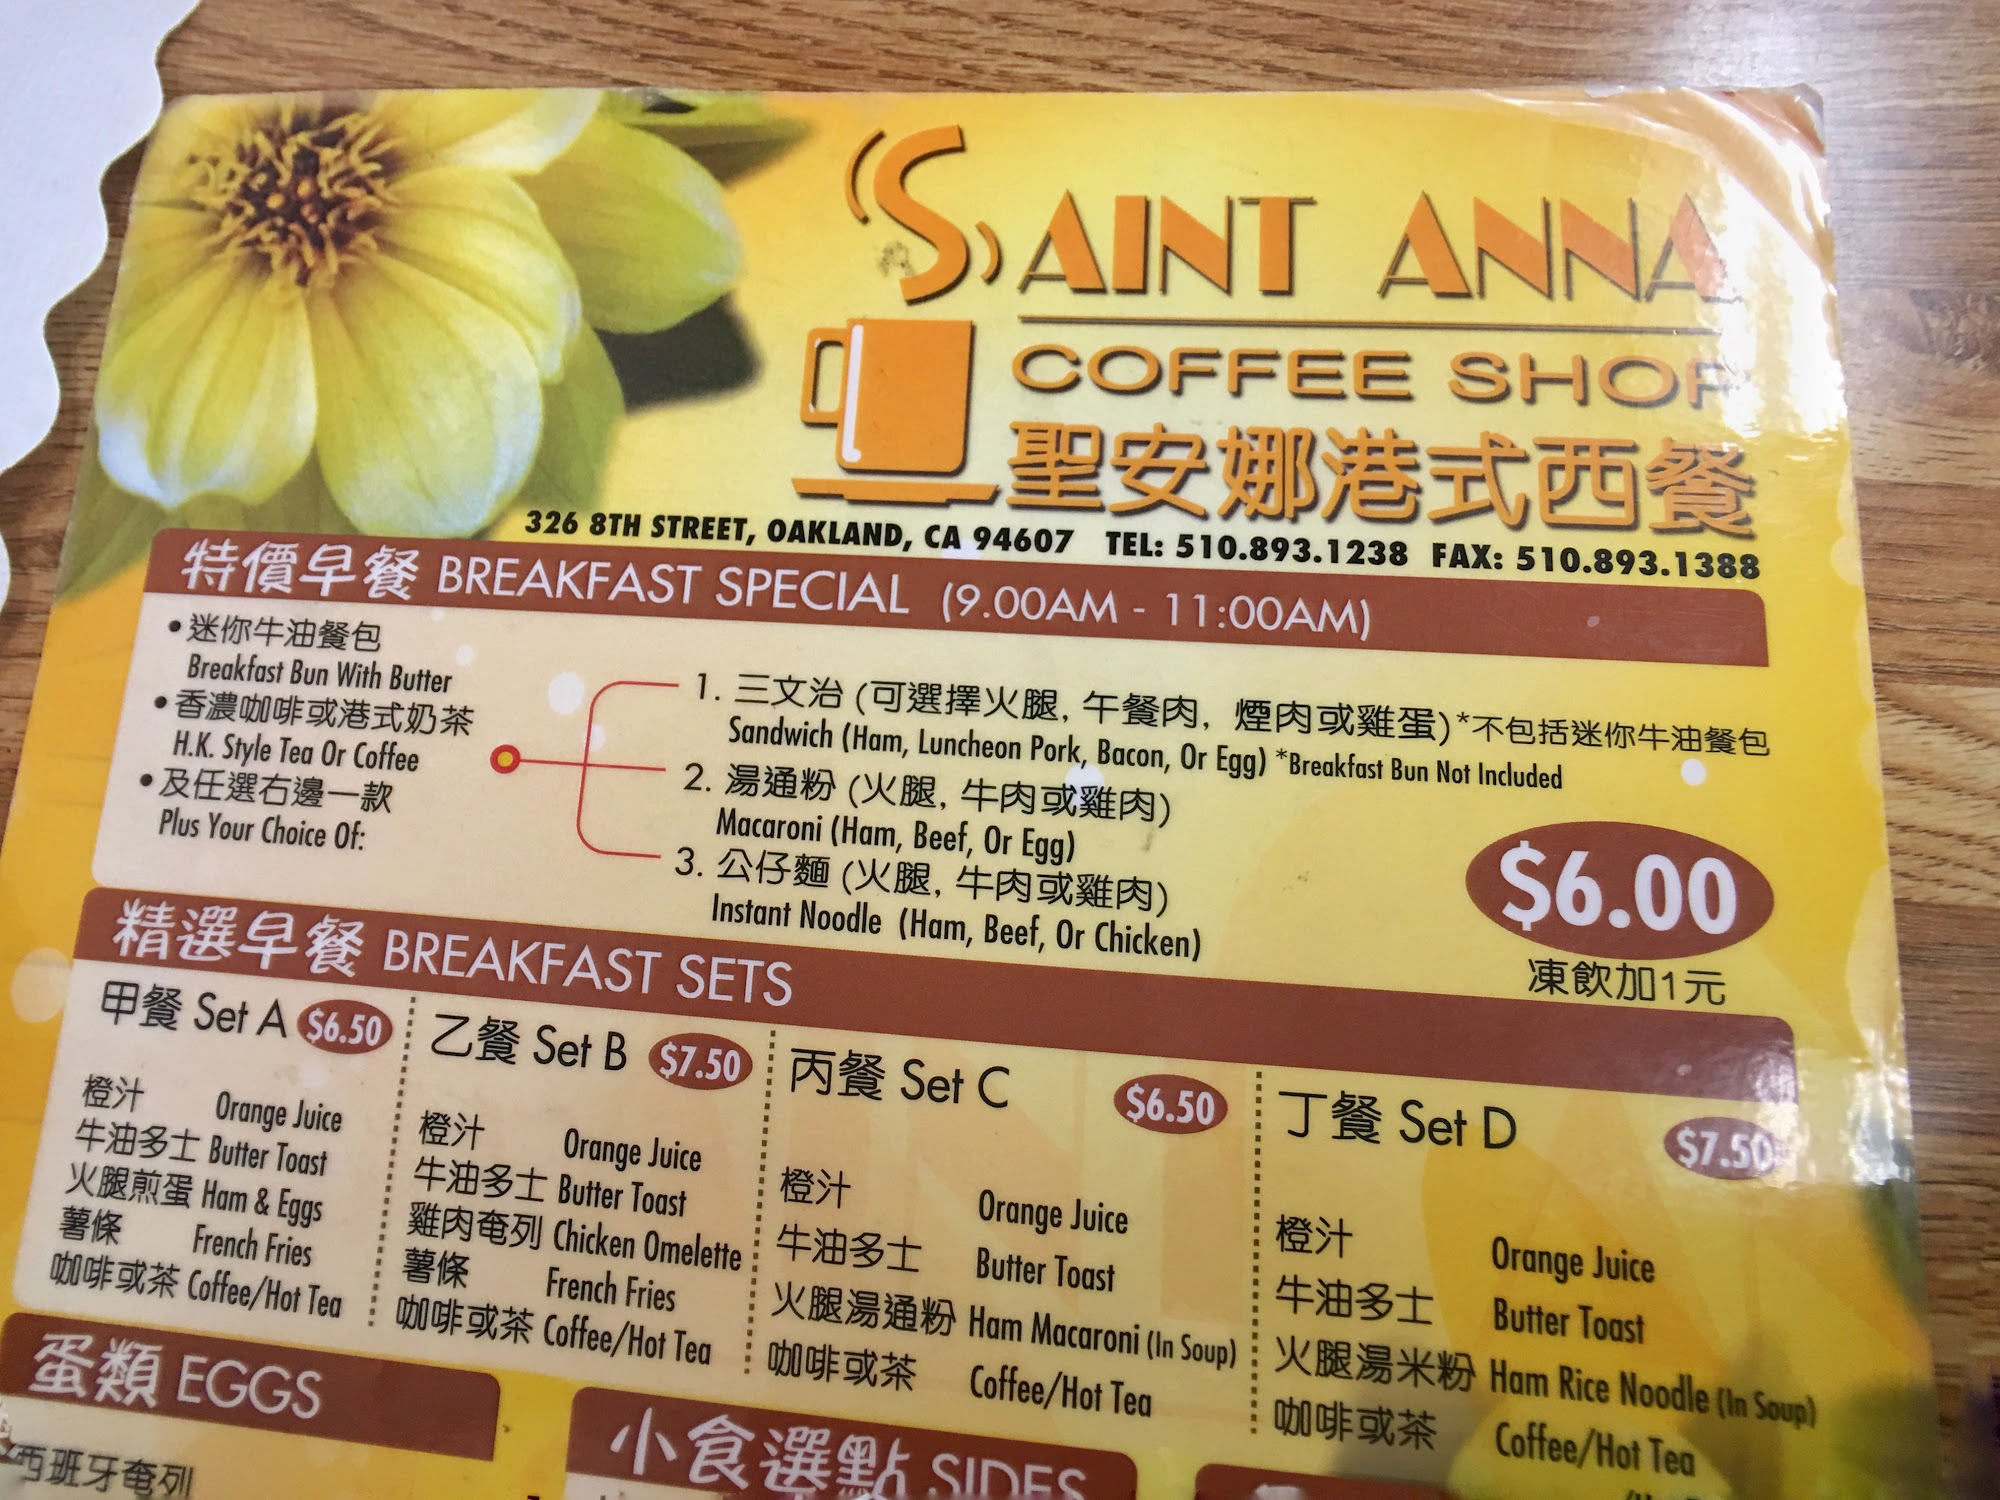 SAINT ANNA
COFFEE SHOP
聖安娜港式西餐
326 8TH STREET, OAKLAND, CA 94607 TEL: 510.893.1238 FAX: 510.893.1388
特價早餐 BREAKFAST SPECIAL (9.00AM - 11:00AM)
•迷你牛油餐包
Breakfast Bun With Butter
•香濃咖啡或港式奶茶
H.K. Style Tea Or Coffee
•及任選右邊一款
Plus Your Choice Of:
1. 三文治 (可選擇火腿, 午餐肉, 煙肉或雞蛋) *不包括迷你牛油餐包
Sandwich (Ham, Luncheon Pork, Bacon, Or Egg) *Breakfast Bun Not Included
2. 湯通粉 (火腿, 牛肉或雞肉)
Macaroni (Ham, Beef, Or Egg)
3. 公仔麵 (火腿, 牛肉或雞肉)
Instant Noodle (Ham, Beef, Or Chicken)
$6.00
凍飲加1元
精選早餐 BREAKFAST SETS
甲餐 Set A $6.50
橙汁 Orange Juice
牛油多士 Butter Toast
火腿煎蛋 Ham & Eggs
薯條 French Fries
咖啡或茶 Coffee/Hot Tea
乙餐 Set B $7.50
橙汁 Orange Juice
牛油多士 Butter Toast
雞肉奄列 Chicken Omelette
薯條 French Fries
咖啡或茶 Coffee/Hot Tea
丙餐 Set C $6.50
橙汁 Orange Juice
牛油多士 Butter Toast
火腿湯通粉 Ham Macaroni (In Soup)
咖啡或茶 Coffee/Hot Tea
丁餐 Set D $7.50
橙汁 Orange Juice
牛油多士 Butter Toast
火腿湯米粉 Ham Rice Noodle (In Soup)
咖啡或茶 Coffee/Hot Tea
蛋類 EGGS
西班牙奄列
小食選點 SIDES